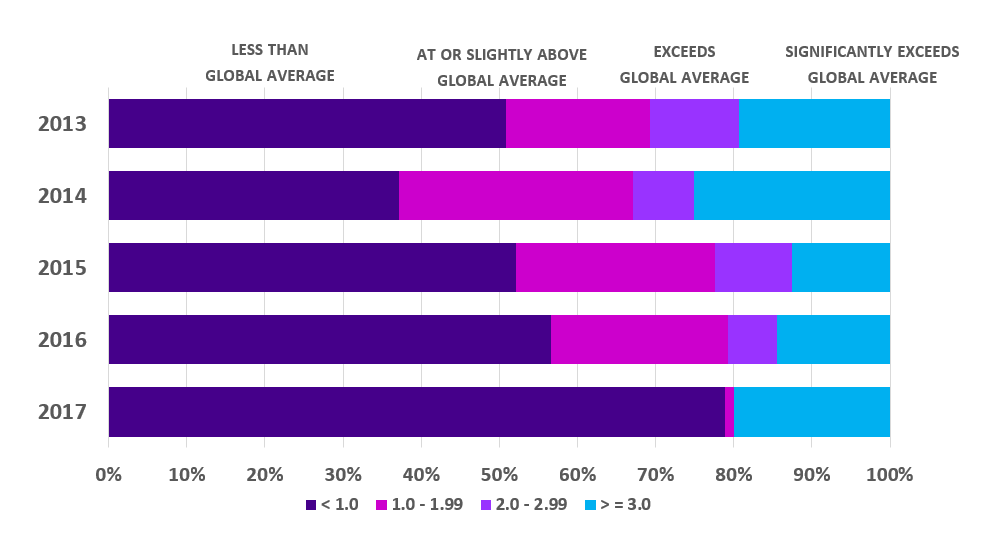 LESS THAN
GLOBAL AVERAGE
AT OR SLIGHTLY ABOVE
GLOBAL AVERAGE
EXCEEDS
GLOBAL AVERAGE
SIGNIFICANTLY EXCEEDS
GLOBAL AVERAGE
2013
2014
2015
2016
2017
0% 10% 20% 30% 40% 50% 60% 70% 80% 90% 100%
< 1.0 1.0 - 1.99 2.0 - 2.99 > = 3.0